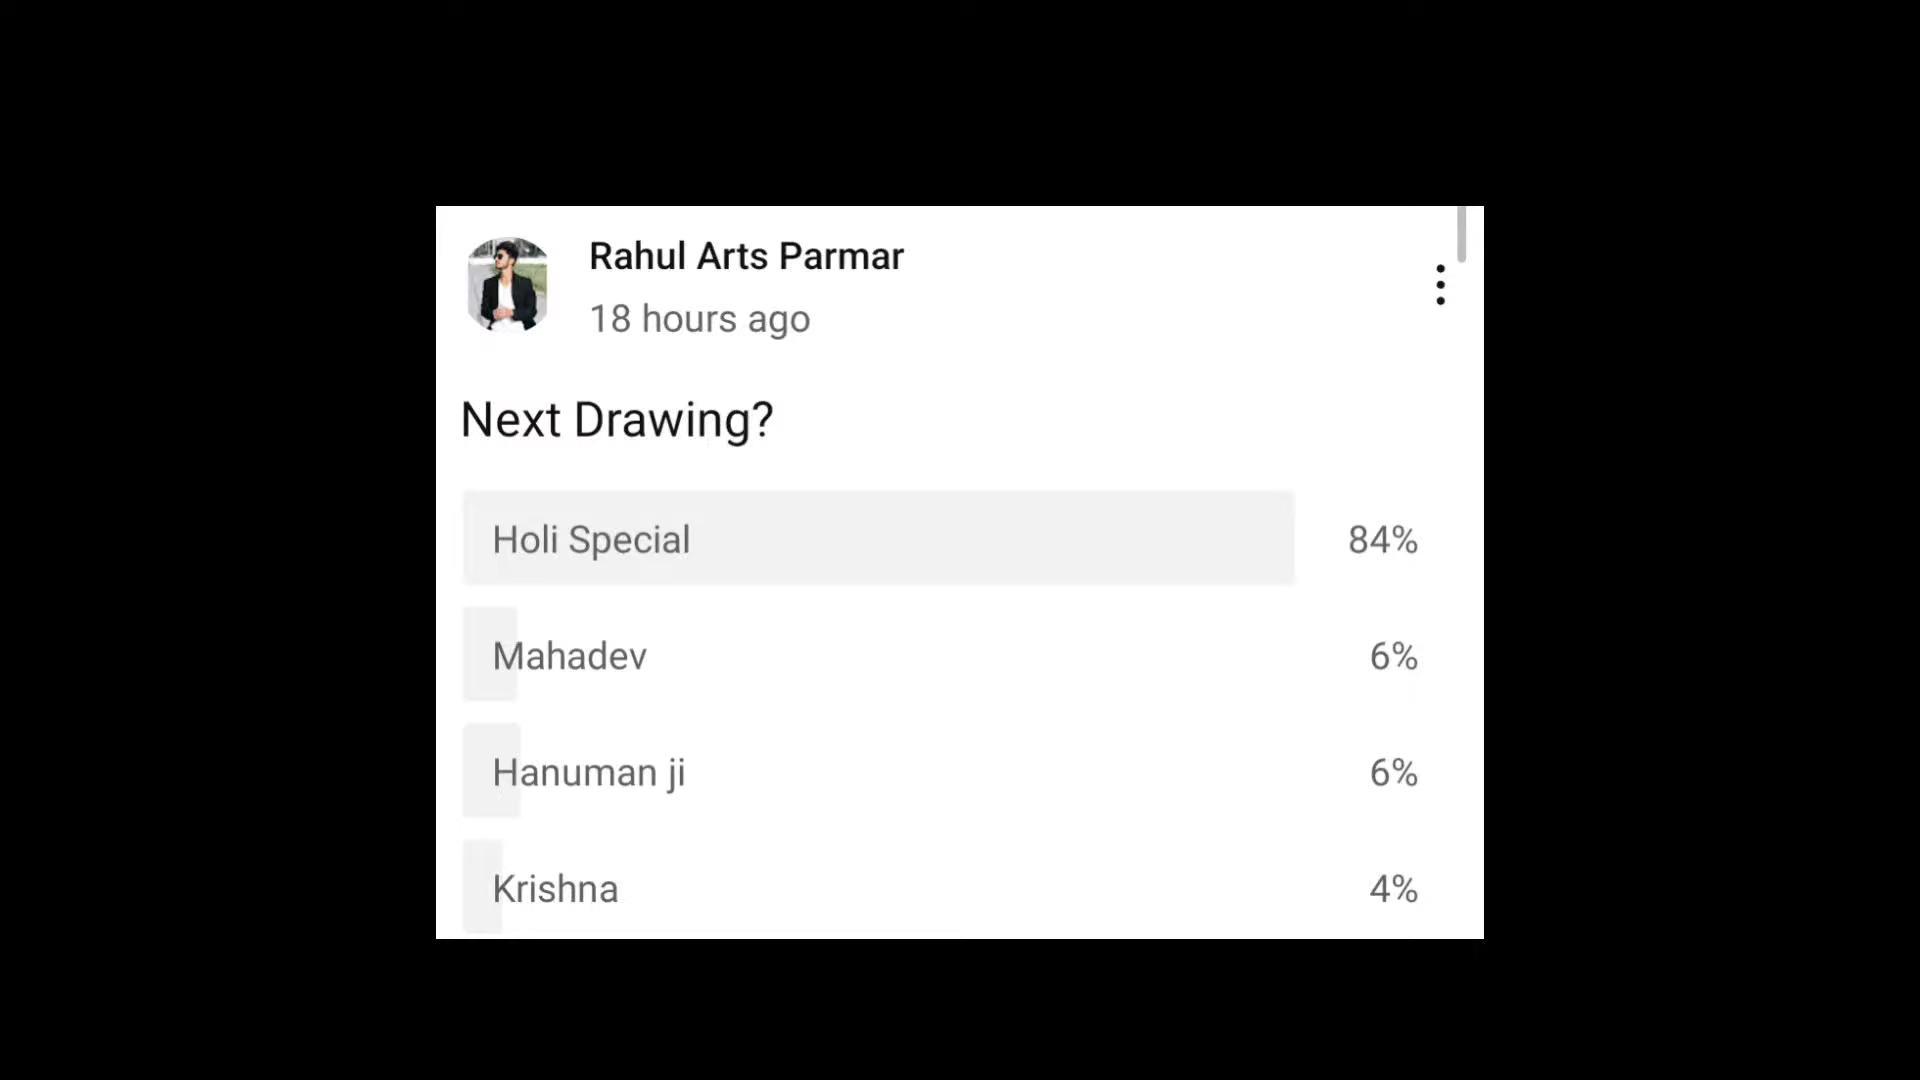 Rahul Arts Parmar
18 hours ago
Next Drawing?
Holi Special 84%
Mahadev 6%
Hanuman ji 6%
Krishna 4%